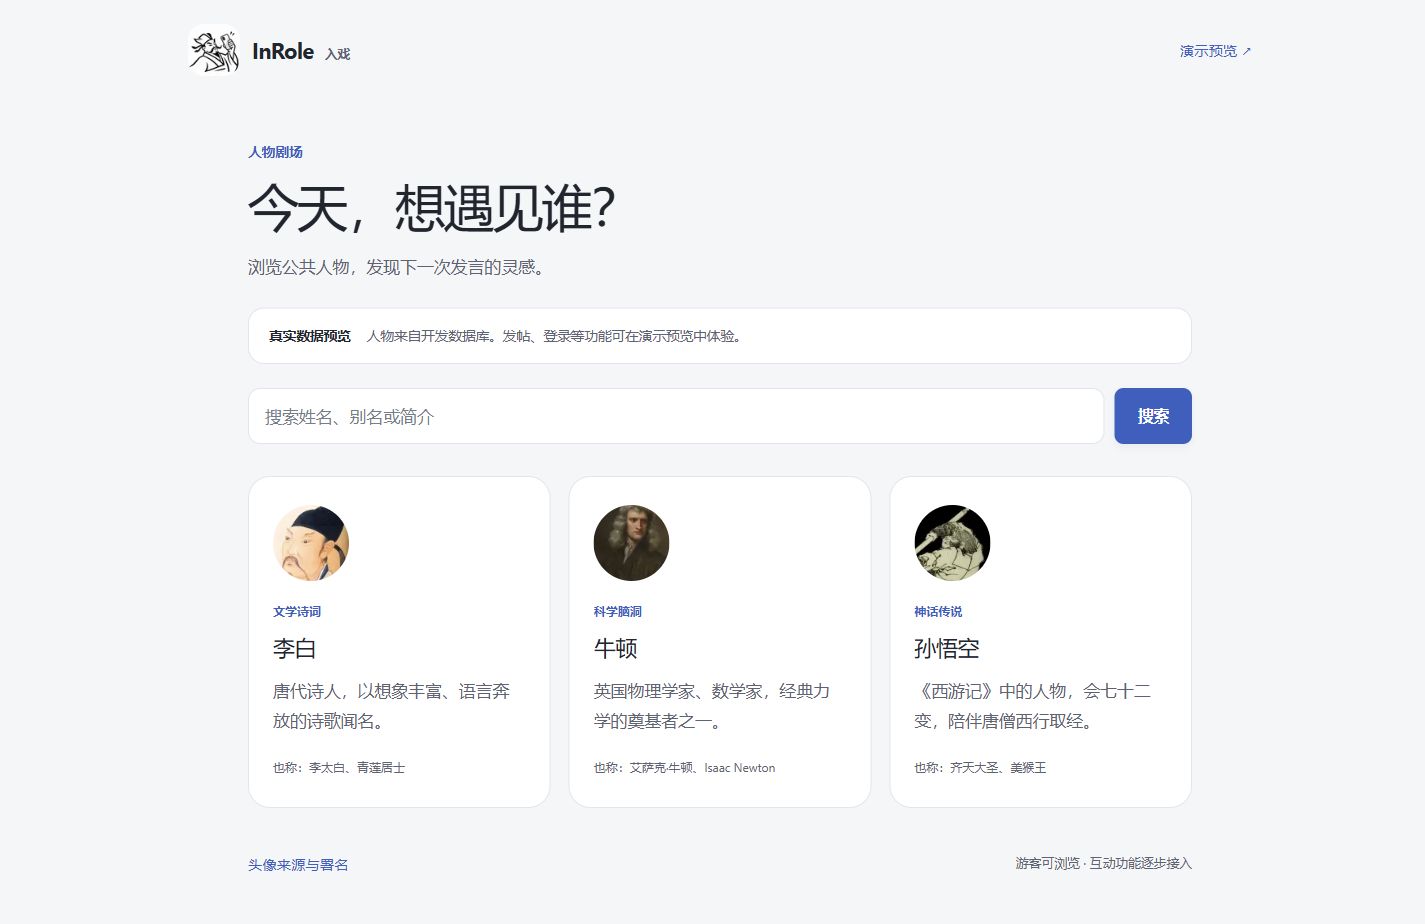 InRole 入戏
演示预览 ↗
人物剧场
今天，想遇见谁？
浏览公共人物，发现下一次发言的灵感。
真实数据预览 人物来自开发数据库。发帖、登录等功能可在演示预览中体验。
搜索姓名、别名或简介
搜索
文学诗词
李白
唐代诗人，以想象丰富、语言奔
放的诗歌闻名。
也称：李太白、青莲居士
科学脑洞
牛顿
英国物理学家、数学家，经典力
学的奠基者之一。
也称：艾萨克·牛顿、Isaac Newton
神话传说
孙悟空
《西游记》中的人物，会七十二
变，陪伴唐僧西行取经。
也称：齐天大圣、美猴王
头像来源与署名
游客可浏览 · 互动功能逐步接入